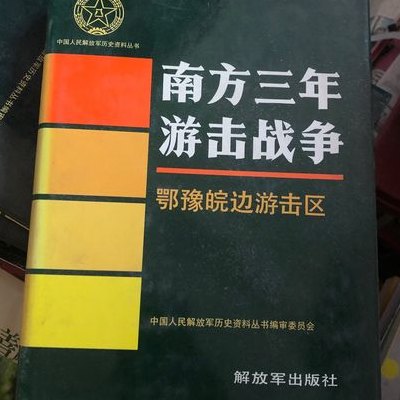 中国人民解放军历史资料丛书
南方三年
游击战争
鄂豫皖边游击区
中国人民解放军历史资料丛书编审委员会
解放军出版社